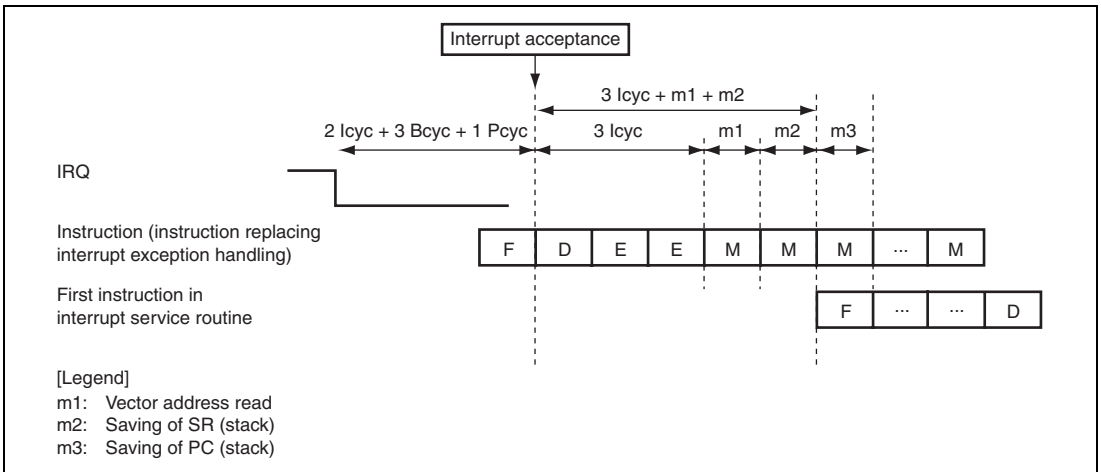 Interrupt acceptance
3 Icyc + m1 + m2
2 Icyc + 3 Bcyc + 1 Pcyc
3 Icyc
m1
m2
m3
IRQ
Instruction (instruction replacing
interrupt exception handling)
F D E E M M M ... M
First instruction in
interrupt service routine
F ... ... D
[Legend]
m1: Vector address read
m2: Saving of SR (stack)
m3: Saving of PC (stack)